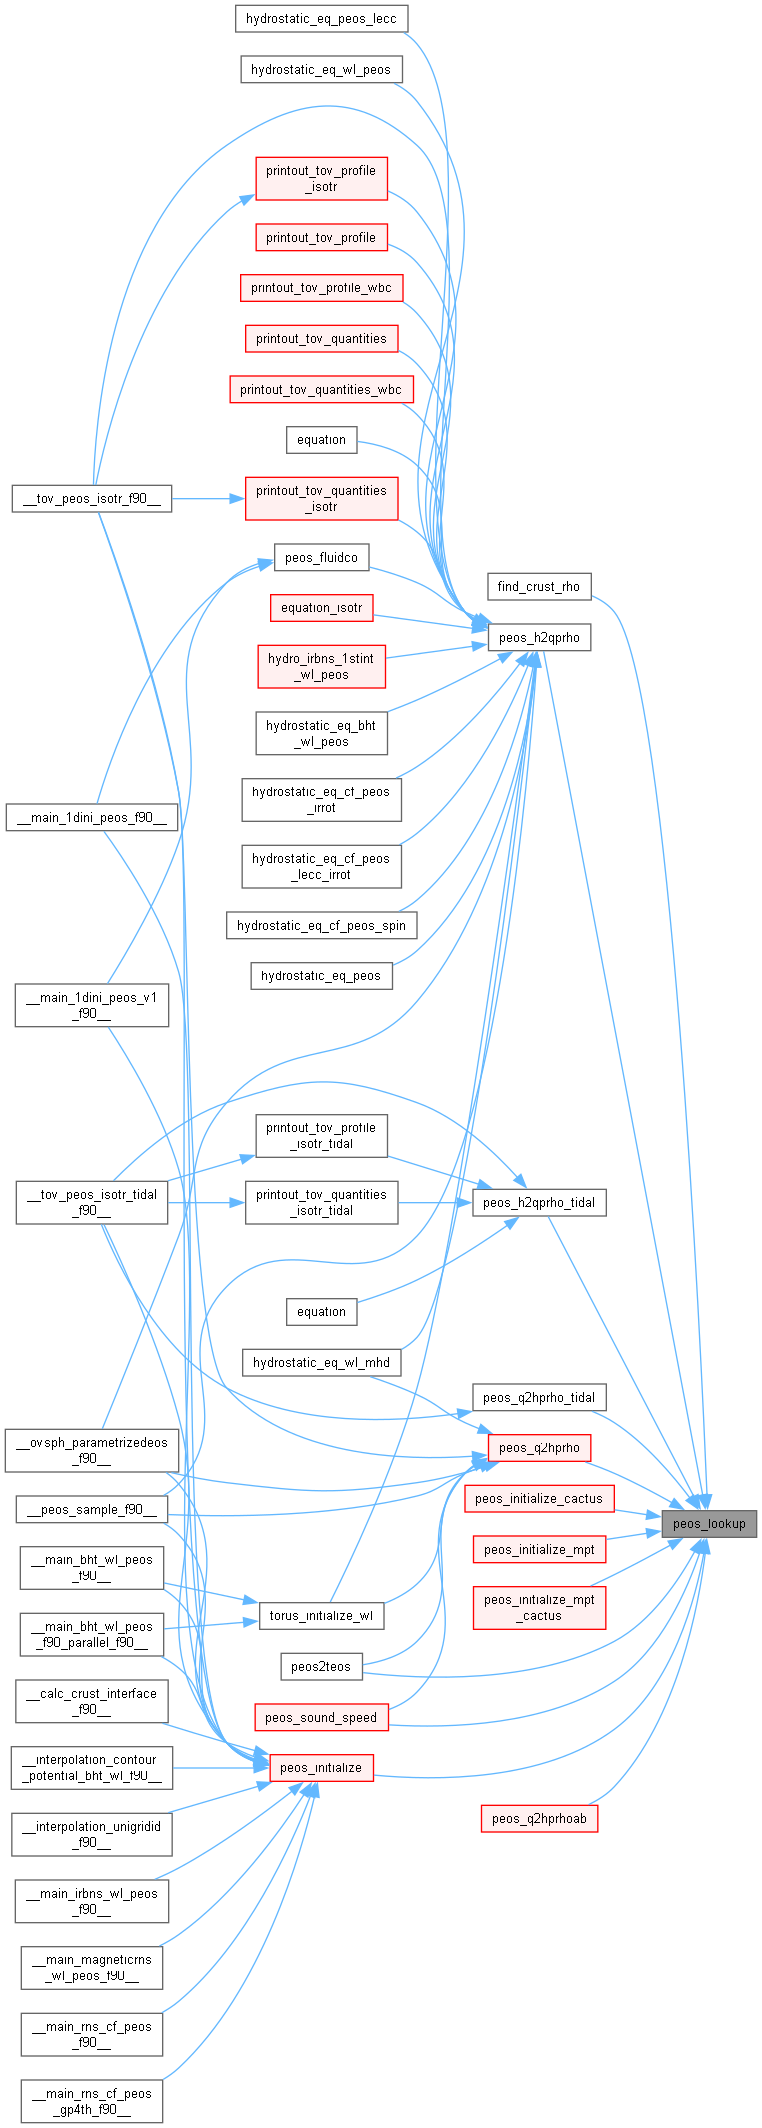 hydrostatic_eq_peos_lecc
hydrostatic_eq_wl_peos
printout_tov_profile
_isotr
printout_tov_profile
printout_tov_profile_wbc
printout_tov_quantities
printout_tov_quantities_wbc
equation
__tov_peos_isotr_f90__
printout_tov_quantities
_isotr
peos_fluidco
find_crust_rho
equation_isotr
peos_h2qprho
hydro_irbns_1stint
_wl_peos
hydrostatic_eq_bht
_wl_peos
hydrostatic_eq_cf_peos
_irrot
__main_1dini_peos_f90__
hydrostatic_eq_cf_peos
_lecc_irrot
hydrostatic_eq_cf_peos_spin
hydrostatic_eq_peos
__main_1dini_peos_v1
_f90__
printout_tov_profile
_isotr_tidal
__tov_peos_isotr_tidal
_f90__
printout_tov_quantities
_isotr_tidal
peos_h2qprho_tidal
equation
hydrostatic_eq_wl_mhd
peos_q2hprho_tidal
__ovsph_parametrizedeos
_f90__
peos_q2hprho
peos_initialize_cactus
__peos_sample_f90__
peos_lookup
peos_initialize_mpt
__main_bht_wl_peos
_f90__
peos_initialize_mpt
_cactus
torus_initialize_wl
__main_bht_wl_peos
_f90_parallel_f90__
peos2teos
__calc_crust_interface
_f90__
peos_sound_speed
__interpolation_contour
_potential_bht_wl_f90__
peos_initialize
peos_q2hprhoab
__interpolation_unigridid
_f90__
__main_irbns_wl_peos
_f90__
__main_magneticrns
_wl_peos_f90__
__main_rns_cf_peos
_f90__
__main_rns_cf_peos
_gp4th_f90__